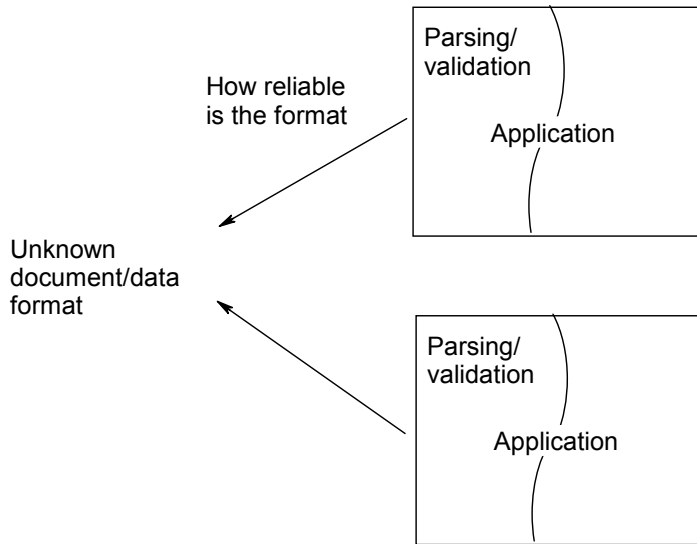 Parsing/
validation
How reliable
is the format
Application
Unknown
document/data
format
Parsing/
validation
Application